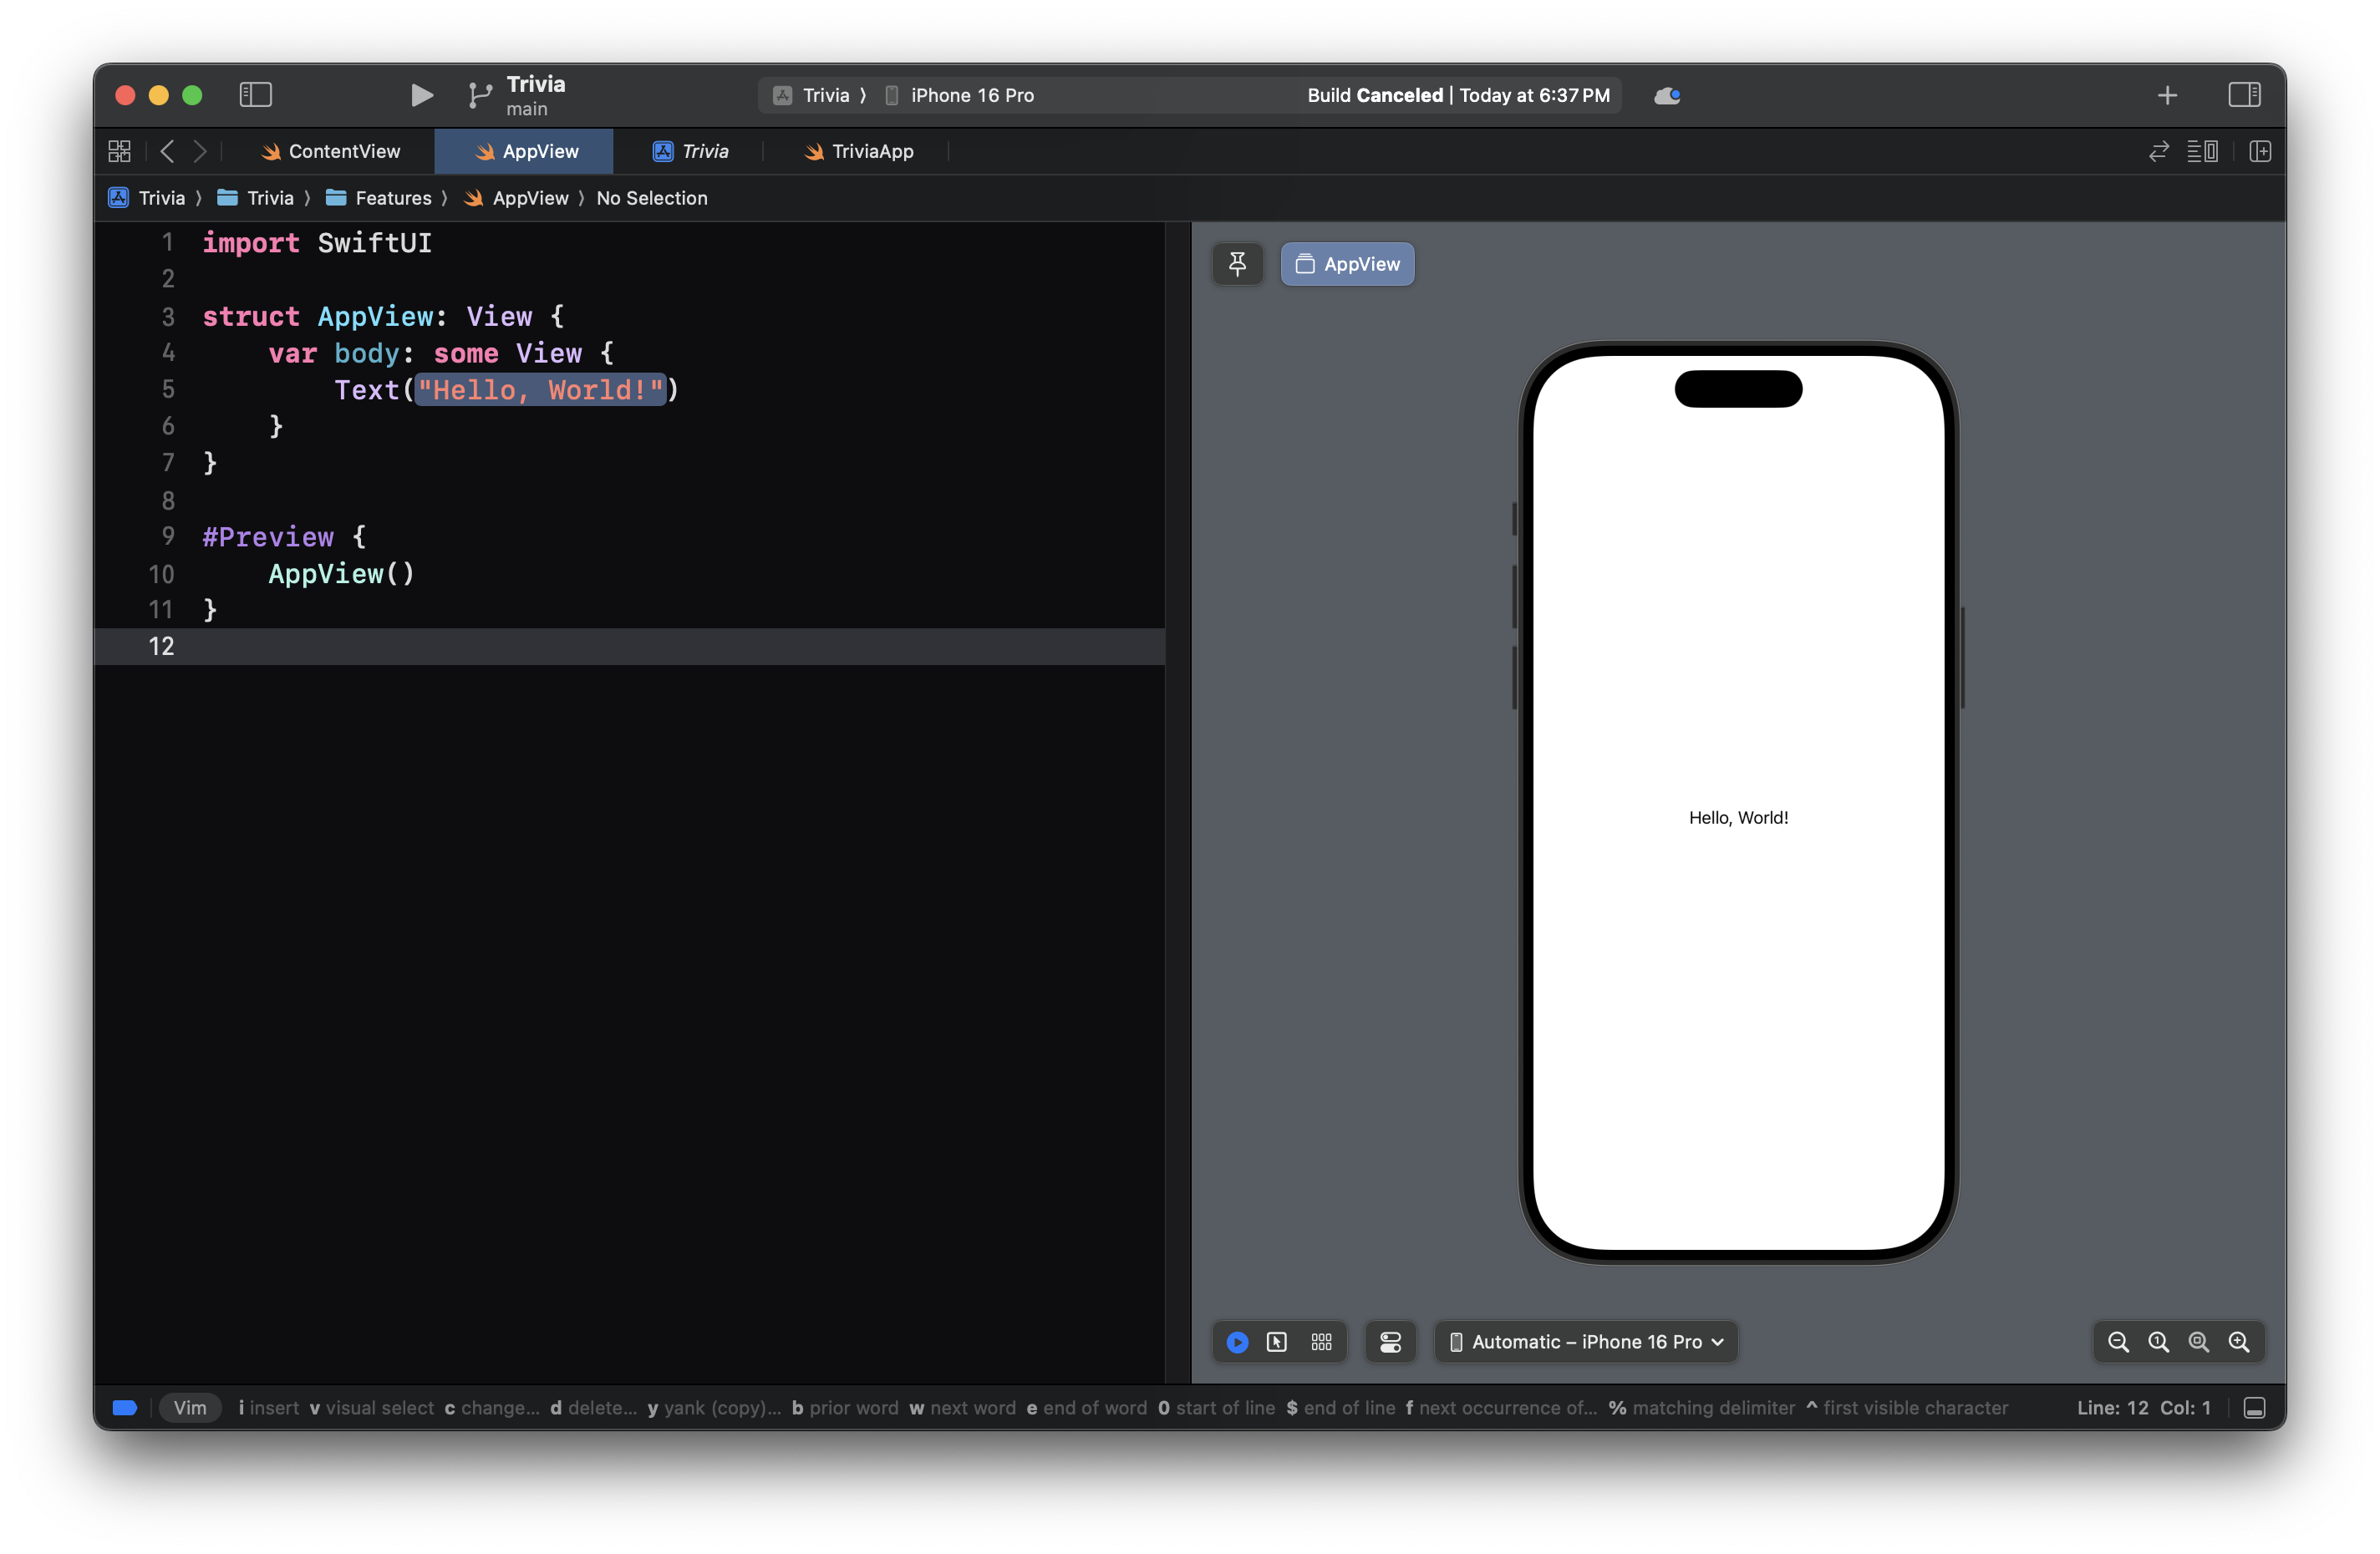 Trivia
main
Trivia ⟩ iPhone 16 Pro
Build Canceled | Today at 6:37 PM
ContentView
AppView
Trivia
TriviaApp
Trivia ⟩ Trivia ⟩ Features ⟩ AppView ⟩ No Selection
1 import SwiftUI
2
3 struct AppView: View {
4     var body: some View {
5         Text("Hello, World!")
6     }
7 }
8
9 #Preview {
10     AppView()
11 }
12
AppView
Hello, World!
Automatic – iPhone 16 Pro
Vim i insert v visual select c change... d delete... y yank (copy)... b prior word w next word e end of word 0 start of line $ end of line f next occurrence of... % matching delimiter ^ first visible character
Line: 12 Col: 1